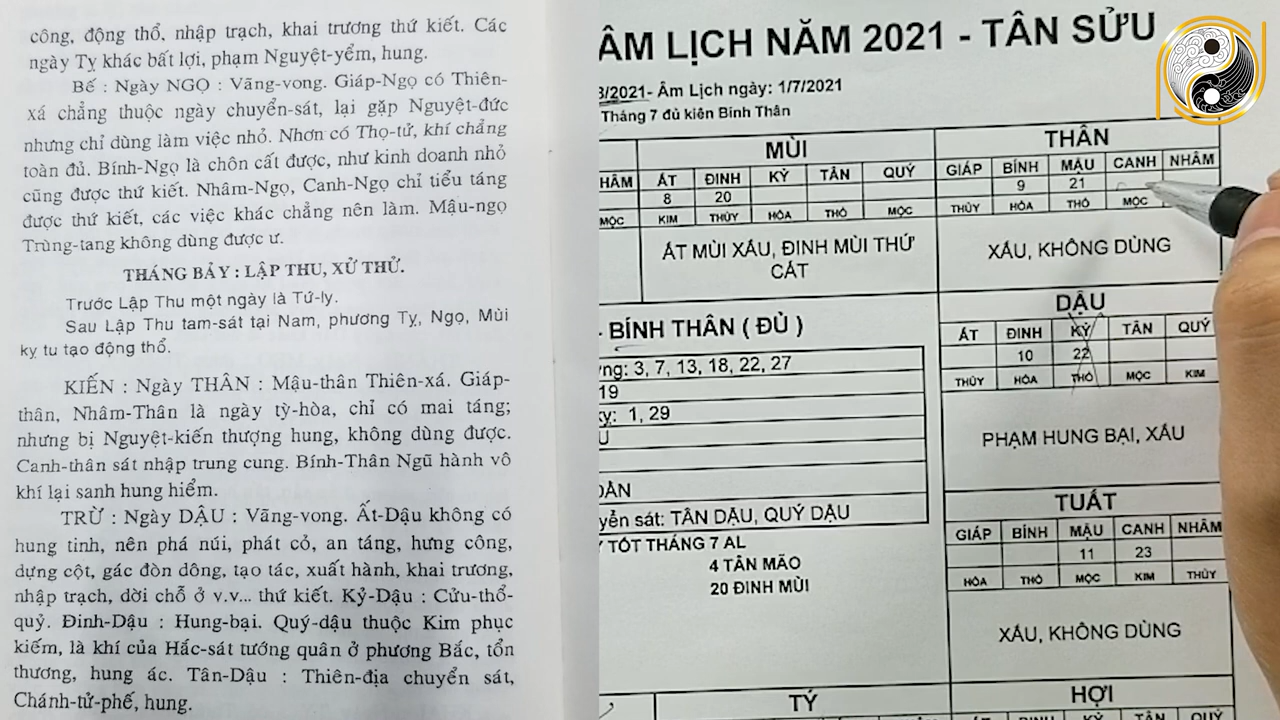 công, động thổ, nhập trạch, khai trương thứ kiết. Các
ngày Tỵ khác bất lợi, phạm Nguyệt-yểm, hung.
Bế : Ngày NGỌ : Vãng-vong. Giáp-Ngọ có Thiên-
xá chẳng thuộc ngày chuyển-sát, lại gặp Nguyệt-đức
nhưng chỉ dùng làm việc nhỏ. Nhơn có Thọ-tử, khí chẳng
toàn đủ. Bính-Ngọ là chôn cất được, như kinh doanh nhỏ
cũng được thứ kiết. Nhâm-Ngọ, Canh-Ngọ chỉ tiểu táng
được thứ kiết, các việc khác chẳng nên làm. Mậu-ngọ
Trùng-tang không dùng được ư.
THÁNG BẢY : LẬP THU, XỬ THỬ.
Trước Lập Thu một ngày là Tứ-ly.
Sau Lập Thu tam-sát tại Nam, phương Tỵ, Ngọ, Mùi
kỵ tu tạo động thổ.
KIẾN : Ngày THÂN : Mậu-thân Thiên-xá. Giáp-
thân, Nhâm-Thân là ngày tỳ-hòa, chỉ có mai táng;
nhưng bị Nguyệt-kiến thượng hung, không dùng được.
Canh-thân sát nhập trung cung. Bính-Thân Ngũ hành vô
khí lại sanh hung hiểm.
TRỪ : Ngày DẬU : Vãng-vong. Ất-Dậu không có
hung tinh, nên phá núi, phát cỏ, an táng, hưng công,
dựng cột, gác đòn dông, tạo tác, xuất hành, khai trương,
nhập trạch, dời chỗ ở v.v... thứ kiết. Kỷ-Dậu : Cửu-thổ-
quỷ. Đinh-Dậu : Hung-bại. Quý-dậu thuộc Kim phục
kiếm, là khí của Hắc-sát tướng quân ở phương Bắc, tổn
thương, hung ác. Tân-Dậu : Thiên-địa chuyển sát,
Chánh-tử-phế, hung.
ÂM LỊCH NĂM 2021 - TÂN SỬU
8/2021- Âm Lịch ngày: 1/7/2021
Tháng 7 đủ kiên Bính Thân
MÙI
HÂM ẤT ĐINH KỶ TÂN QUÝ
8 20
MỘC KIM THỦY HỎA THỔ MỘC
ẤT MÙI XẤU, ĐINH MÙI THỨ
CÁT
THÂN
GIÁP BÍNH MẬU CANH NHÂM
9 21
THỦY HỎA THỔ MỘC
XẤU, KHÔNG DÙNG
BÍNH THÂN ( ĐỦ )
ng: 3, 7, 13, 18, 22, 27
19
kỵ: 1, 29
U
OÀN
yển sát: TÂN DẬU, QUÝ DẬU
Y TỐT THÁNG 7 AL
4 TÂN MÃO
20 ĐINH MÙI
DẬU
ẤT ĐINH KỶ TÂN QUÝ
10 22
THỦY HỎA THỔ MỘC KIM
PHẠM HUNG BẠI, XẤU
TUẤT
GIÁP BÍNH MẬU CANH NHÂM
11 23
HỎA THỔ MỘC KIM THỦY
XẤU, KHÔNG DÙNG
TÝ
HỢI
ẤT ĐINH KỶ TÂN QUÝ